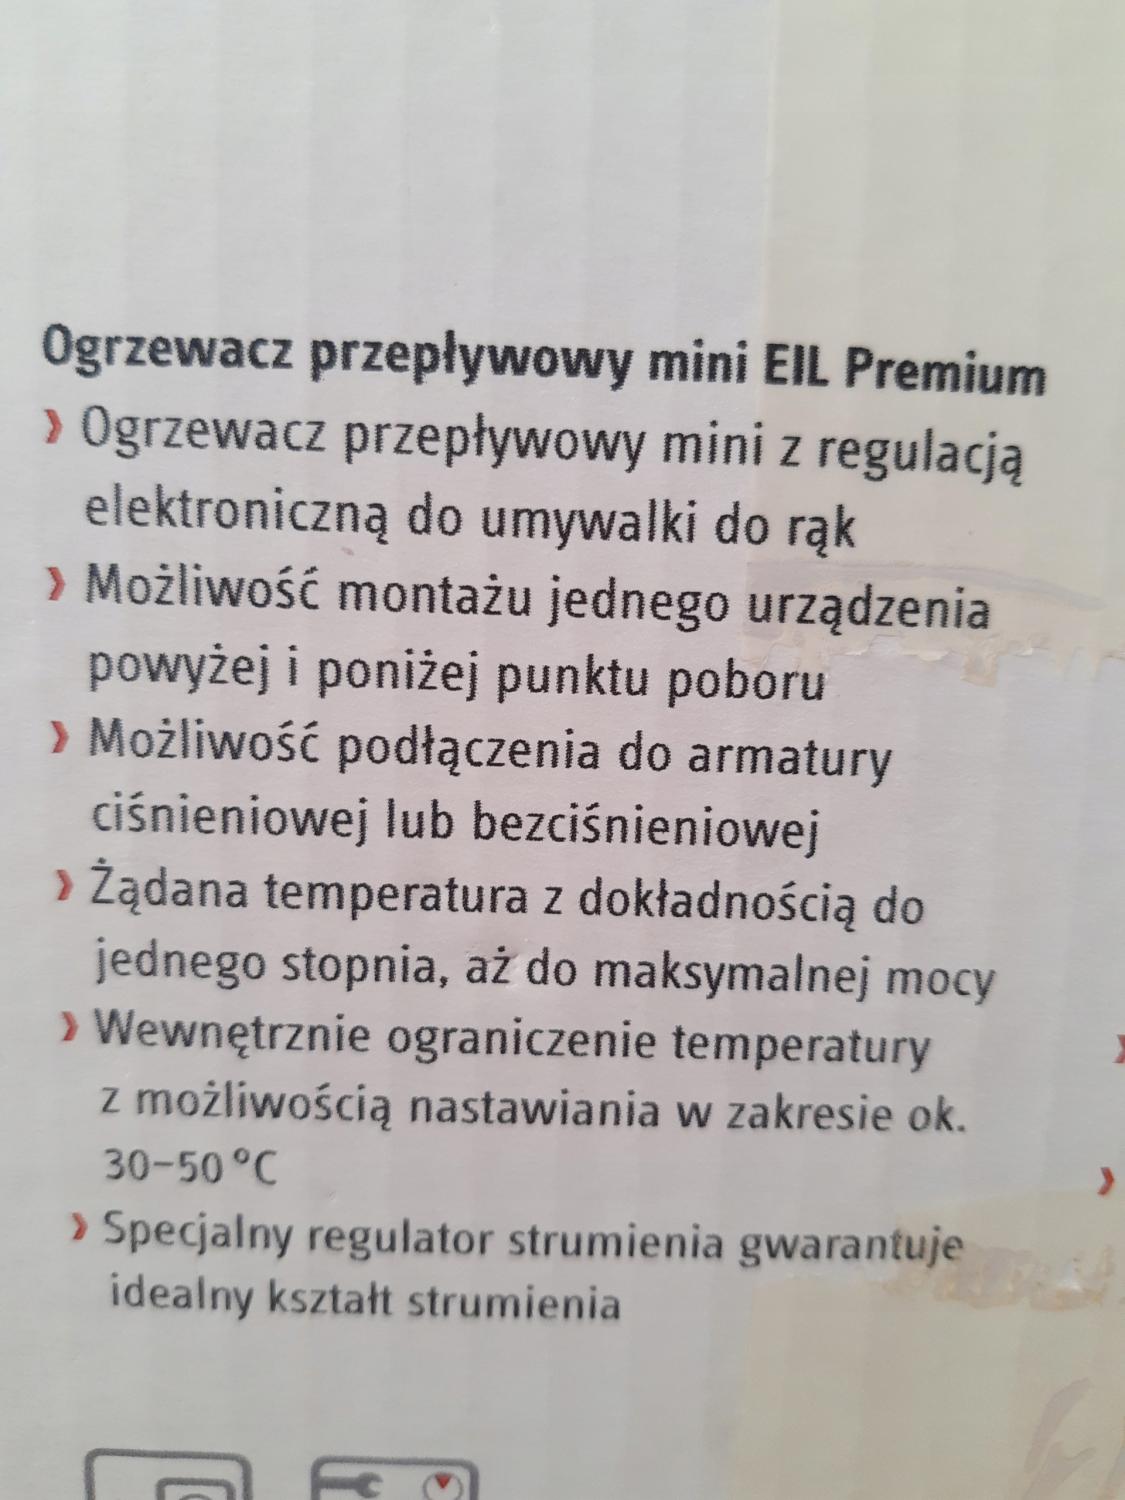 Ogrzewacz przepływowy mini EIL Premium
› Ogrzewacz przepływowy mini z regulacją
elektroniczną do umywalki do rąk
› Możliwość montażu jednego urządzenia
powyżej i poniżej punktu poboru
› Możliwość podłączenia do armatury
ciśnieniowej lub bezciśnieniowej
› Żądana temperatura z dokładnością do
jednego stopnia, aż do maksymalnej mocy
› Wewnętrznie ograniczenie temperatury
z możliwością nastawiania w zakresie ok.
30–50 °C
› Specjalny regulator strumienia gwarantuje
idealny kształt strumienia